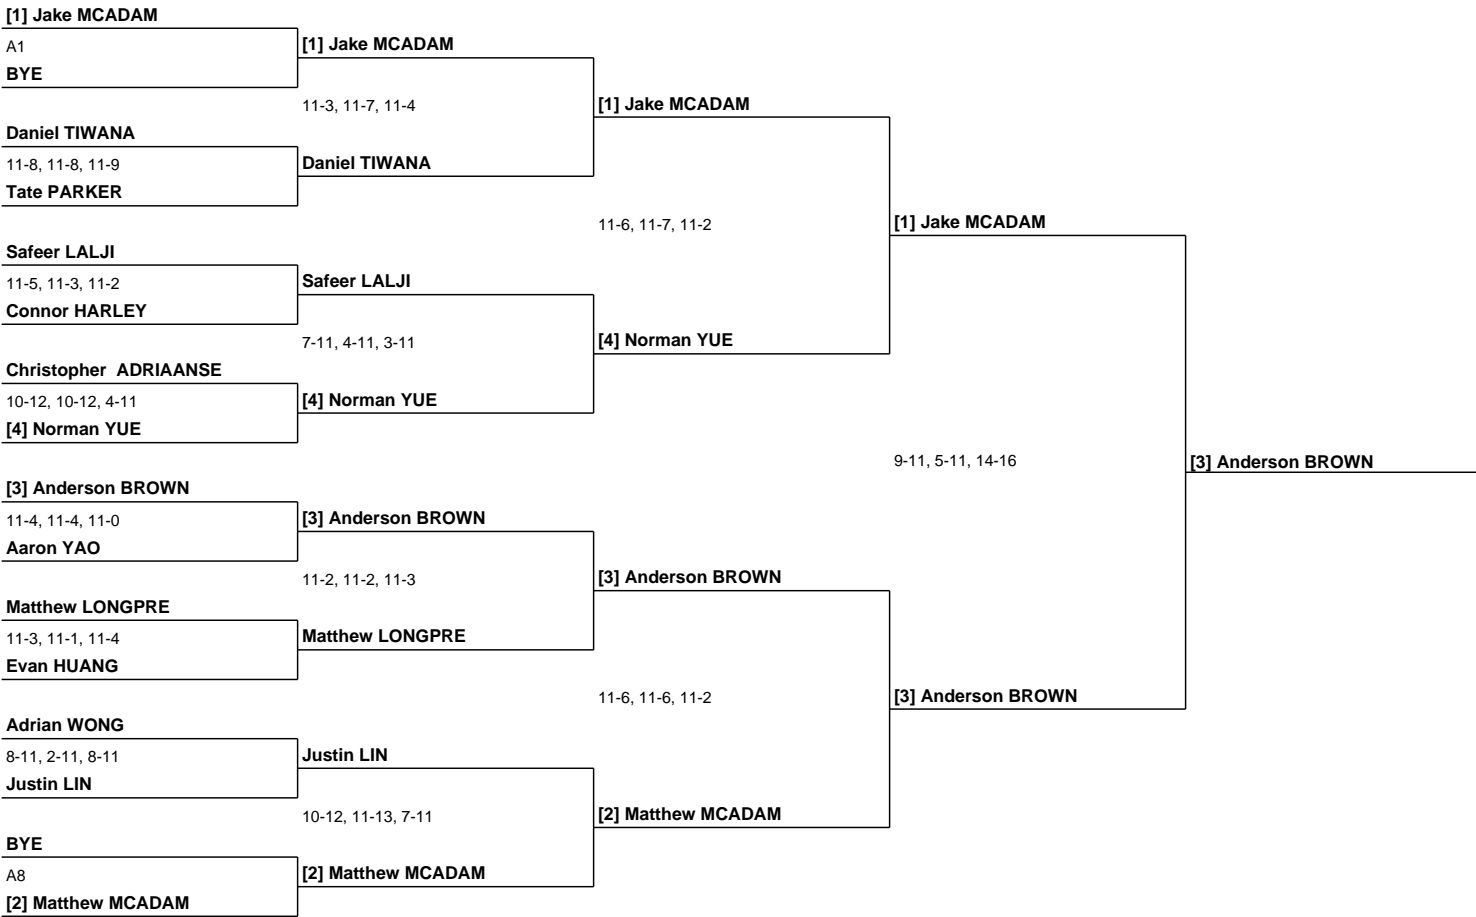 [1] Jake MCADAM
A1
BYE
Daniel TIWANA
11-8, 11-8, 11-9
Tate PARKER
Safeer LALJI
11-5, 11-3, 11-2
Connor HARLEY
Christopher  ADRIAANSE
10-12, 10-12, 4-11
[4] Norman YUE
[3] Anderson BROWN
11-4, 11-4, 11-0
Aaron YAO
Matthew LONGPRE
11-3, 11-1, 11-4
Evan HUANG
Adrian WONG
8-11, 2-11, 8-11
Justin LIN
BYE
A8
[2] Matthew MCADAM
[1] Jake MCADAM
11-3, 11-7, 11-4
Daniel TIWANA
Safeer LALJI
7-11, 4-11, 3-11
[4] Norman YUE
[3] Anderson BROWN
11-2, 11-2, 11-3
Matthew LONGPRE
Justin LIN
10-12, 11-13, 7-11
[2] Matthew MCADAM
[1] Jake MCADAM
11-6, 11-7, 11-2
[4] Norman YUE
[3] Anderson BROWN
11-6, 11-6, 11-2
[2] Matthew MCADAM
[1] Jake MCADAM
9-11, 5-11, 14-16
[3] Anderson BROWN
[3] Anderson BROWN